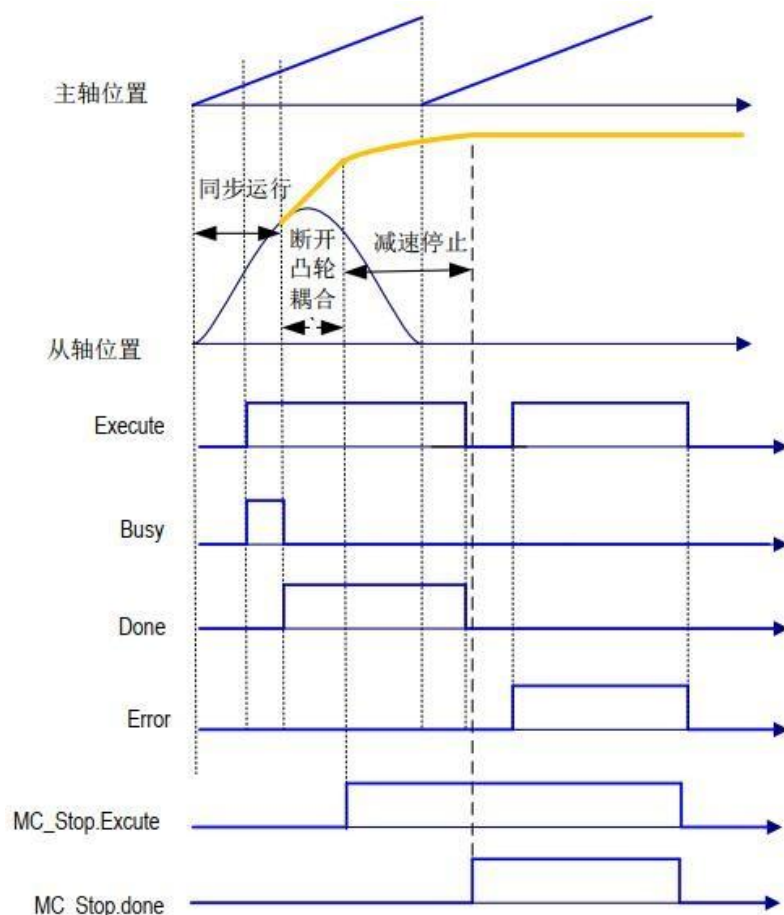 主轴位置
同步运行
断开
凸轮
耦合
减速停止
从轴位置
Execute
Busy
Done
Error
MC_Stop.Excute
MC_Stop.done